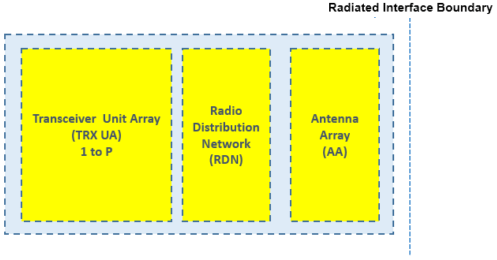 Radiated Interface Boundary
Transceiver Unit Array
(TRX UA)
1 to P
Radio
Distribution
Network
(RDN)
Antenna
Array
(AA)